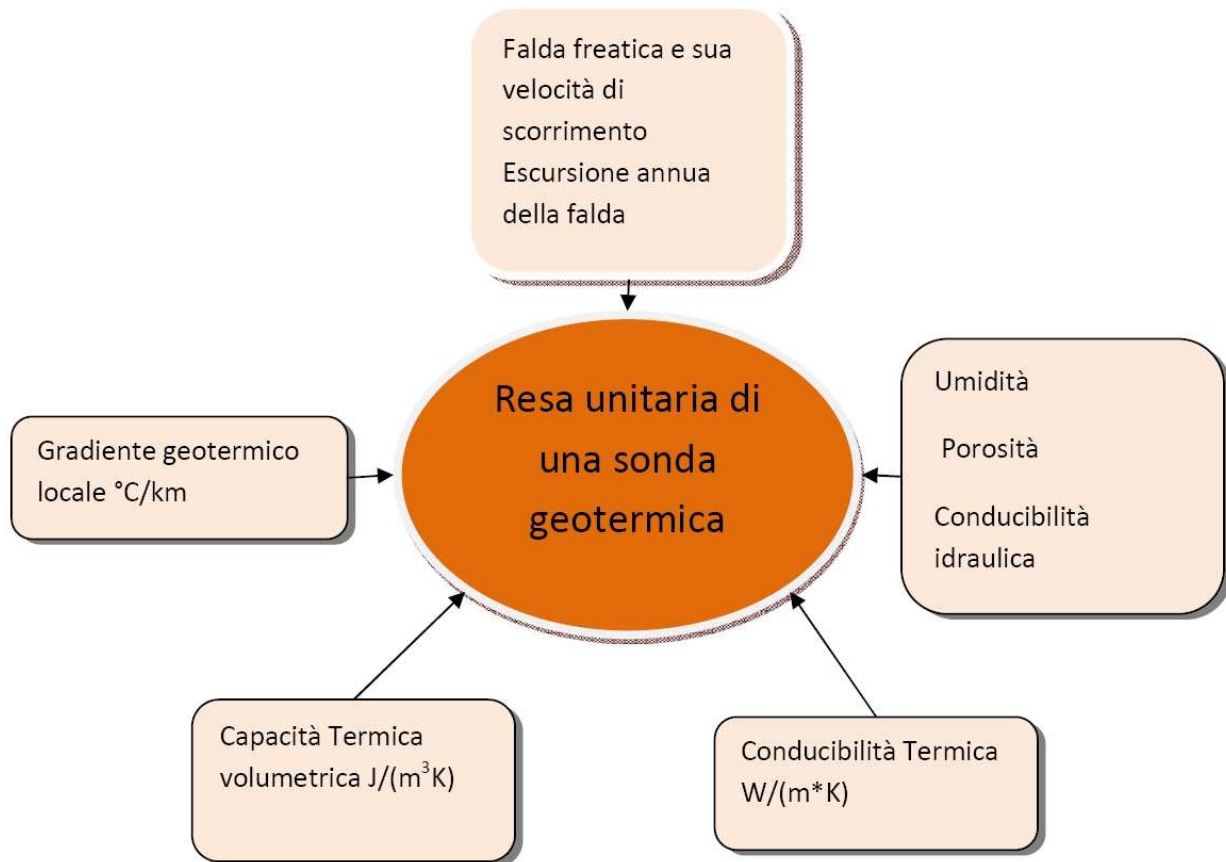 Falda freatica e sua
velocità di
scorrimento
Escursione annua
della falda
Resa unitaria di
una sonda
geotermica
Gradiente geotermico
locale °C/km
Umidità
Porosità
Conducibilità
idraulica
Capacità Termica
volumetrica J/(m³K)
Conducibilità Termica
W/(m*K)